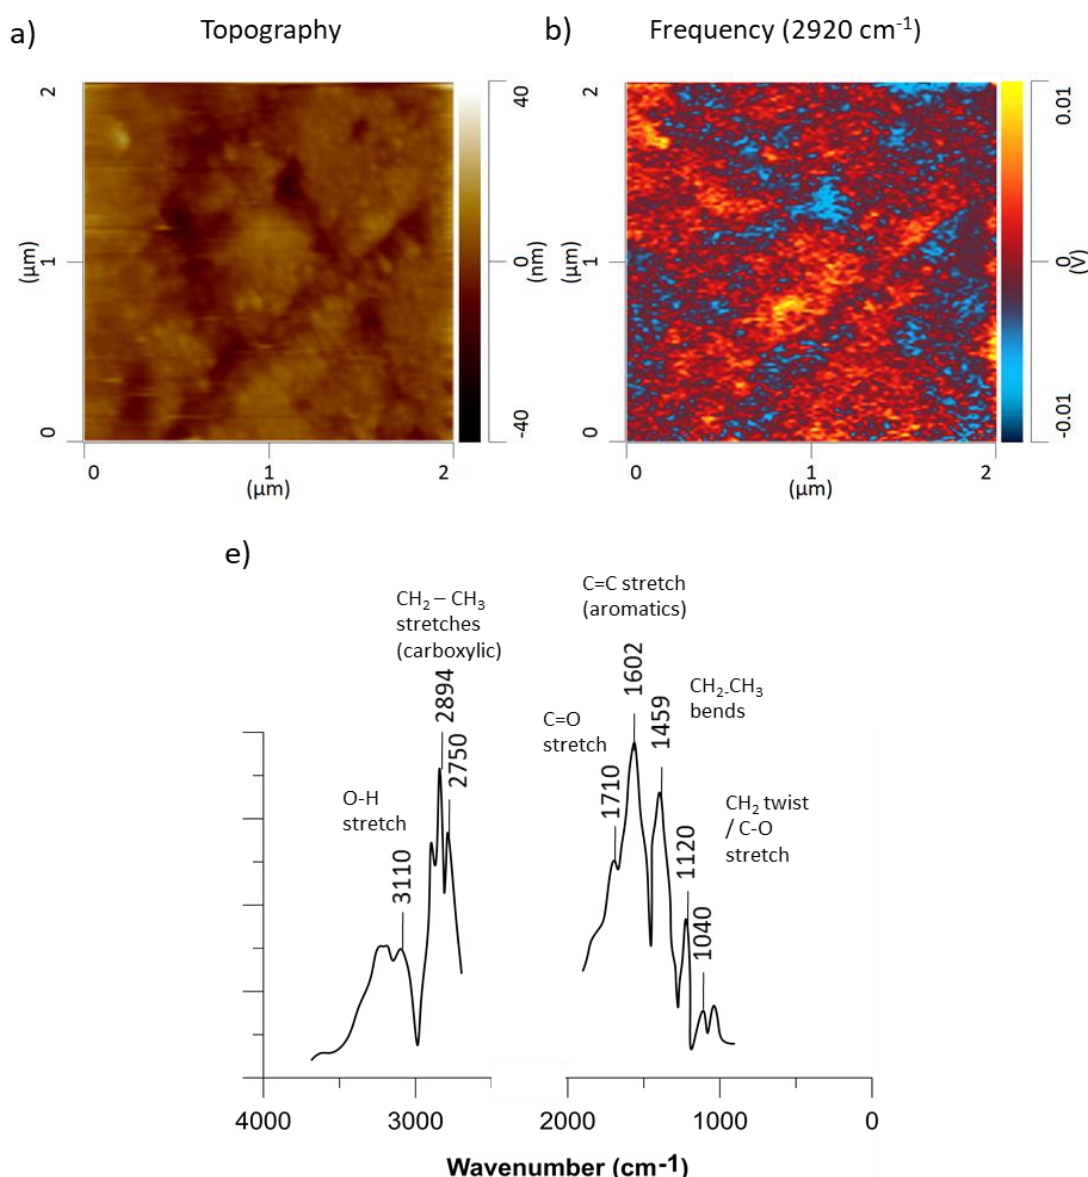 a)
Topography
2
1
0
(µm)
0
1
2
(µm)
40
0
-40
(nm)
b)
Frequency (2920 cm-1)
2
1
0
(µm)
0
1
2
(µm)
0.01
0
-0.01
(V)
e)
O-H
stretch
3110
CH2 – CH3
stretches
(carboxylic)
2894
2750
C=O
stretch
1710
C=C stretch
(aromatics)
1602
1459
CH2-CH3
bends
1120
1040
CH2 twist
/ C-O
stretch
4000
3000
2000
1000
0
Wavenumber (cm-1)